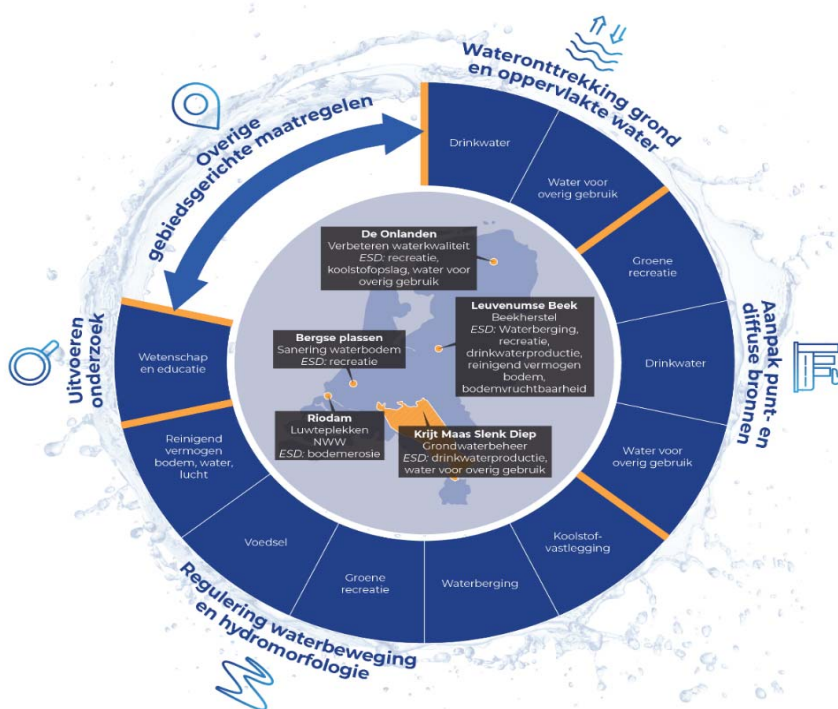 Wateronttrekking grond
en oppervlakte water
Drinkwater
Water voor
overig gebruik
Aanpak punt- en
diffuse bronnen
Groene
recreatie
Drinkwater
Water voor
overig gebruik
Regulering waterbeweging
en hydromorfologie
Koolstof-
vastlegging
Waterberging
Groene
recreatie
Voedsel
Reinigend
vermogen
bodem, water,
lucht
Uitvoeren
onderzoek
Wetenschap
en educatie
Overige
gebiedsgerichte maatregelen
De Onlanden
Verbeteren waterkwaliteit
ESD: recreatie,
koolstofopslag, water voor
overig gebruik
Leuvenumse Beek
Beekherstel
ESD: Waterberging,
recreatie,
drinkwaterproductie,
reinigend vermogen
bodem,
bodemvruchtbaarheid
Bergse plassen
Sanering waterbodem
ESD: recreatie
Riodam
Luwteplekken
NWW
ESD: bodemerosie
Krijt Maas Slenk Diep
Grondwaterbeheer
ESD: drinkwaterproductie,
water voor overig gebruik